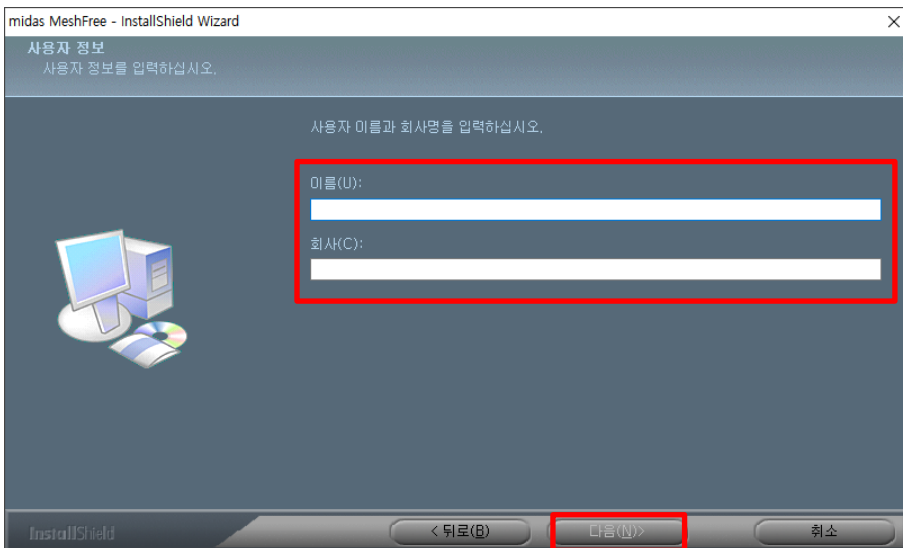 midas MeshFree - InstallShield Wizard
사용자 정보
사용자 정보를 입력하십시오.
사용자 이름과 회사명을 입력하십시오.
이름(U):
회사(C):
InstallShield
< 뒤로(B)
다음(N)>
취소